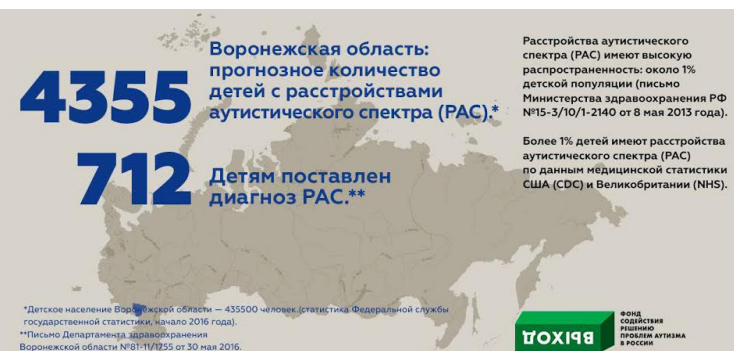 4355
Воронежская область:
прогнозное количество
детей с расстройствами
аутистического спектра (РАС).*
712
Детям поставлен
диагноз РАС.**
Расстройства аутистического
спектра (РАС) имеют высокую
распространенность: около 1%
детской популяции (письмо
Министерства здравоохранения РФ
№15-3/10/1-2140 от 8 мая 2013 года).
Более 1% детей имеют расстройства
аутистического спектра (РАС)
по данным медицинской статистики
США (CDC) и Великобритании (NHS).
*Детское население Воронежской области — 435500 человек (статистика Федеральной службы
государственной статистики, начало 2016 года).
**Письмо Департамента здравоохранения
Воронежской области №81-11/1755 от 30 мая 2016.
ВЫХОД
ФОНД
СОДЕЙСТВИЯ
РЕШЕНИЮ
ПРОБЛЕМ АУТИЗМА
В РОССИИ